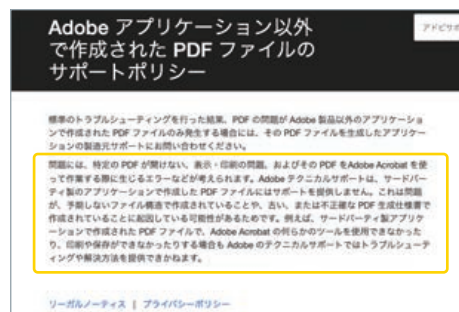 Adobe アプリケーション以外
で作成された PDF ファイルの
サポートポリシー
アドビサポ
標準のトラブルシューティングを行った結果、PDF の問題が Adobe 製品以外のアプリケーショ
ンで作成された PDF ファイルのみ発生する場合には、その PDF ファイルを生成したアプリケー
ションの製造元サポートにお問い合わせください。
問題には、特定の PDF が開けない、表示・印刷の問題、およびその PDF をAdobe Acrobat を使
って作業する際に生じるエラーなどが考えられます。Adobe テクニカルサポートは、サードパー
ティ製のアプリケーションで作成した PDF ファイルにはサポートを提供しません。これは問題
が、予期しないファイル構造で作成されていることや、古い、または不正確な PDF 生成仕様書で
作成されていることに起因している可能性があるためです。例えば、サードパーティ製アプリケ
ーションで作成された PDF ファイルで、Adobe Acrobat の何らかのツールを使用できなかった
り、印刷や保存ができなかったりする場合も Adobe のテクニカルサポートではトラブルシューテ
ィングや解決方法を提供できかねます。
リーガルノーティス | プライバシーポリシー